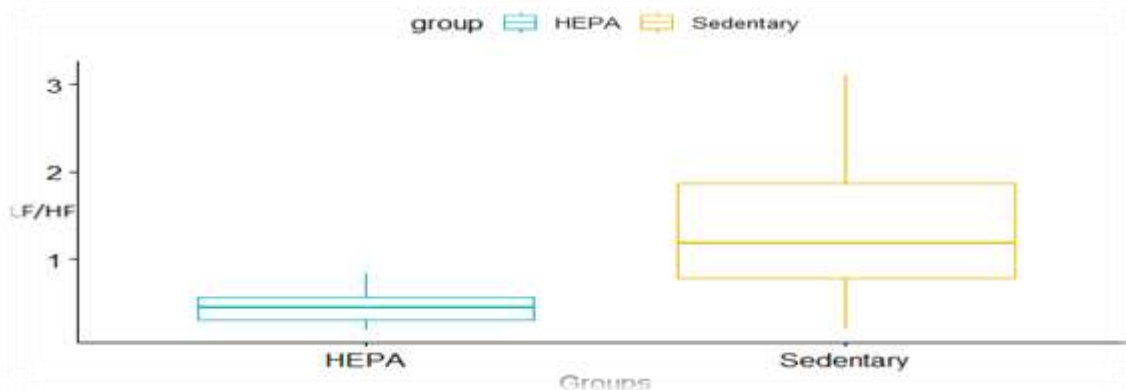 group HEPA Sedentary
3
2
LF/HF
1
HEPA Sedentary
Groups